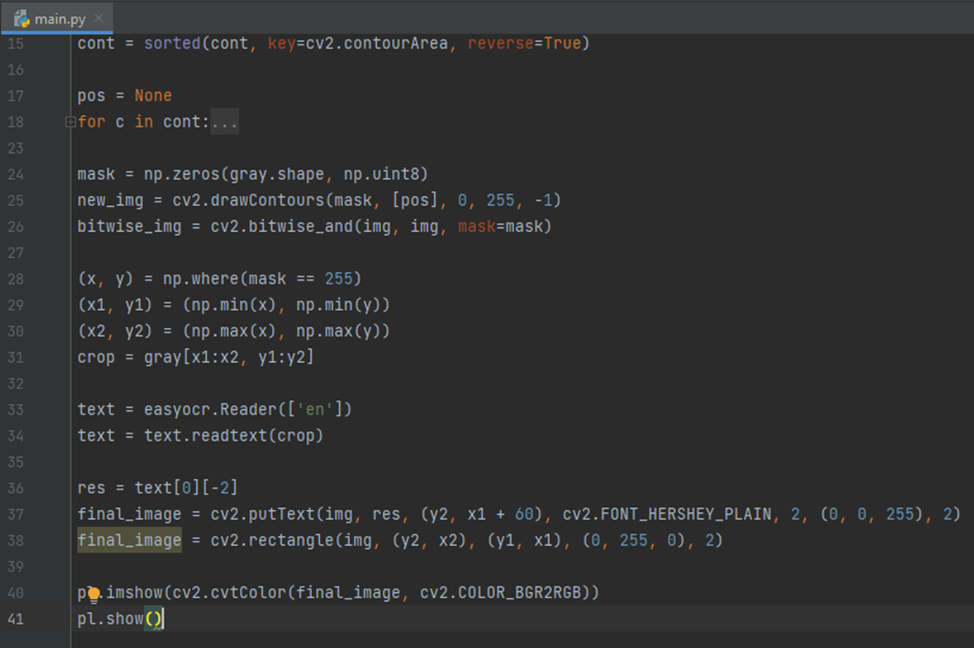 main.py
15 cont = sorted(cont, key=cv2.contourArea, reverse=True)
16
17 pos = None
18 for c in cont:...
23
24 mask = np.zeros(gray.shape, np.uint8)
25 new_img = cv2.drawContours(mask, [pos], 0, 255, -1)
26 bitwise_img = cv2.bitwise_and(img, img, mask=mask)
27
28 (x, y) = np.where(mask == 255)
29 (x1, y1) = (np.min(x), np.min(y))
30 (x2, y2) = (np.max(x), np.max(y))
31 crop = gray[x1:x2, y1:y2]
32
33 text = easyocr.Reader(['en'])
34 text = text.readtext(crop)
35
36 res = text[0][-2]
37 final_image = cv2.putText(img, res, (y2, x1 + 60), cv2.FONT_HERSHEY_PLAIN, 2, (0, 0, 255), 2)
38 final_image = cv2.rectangle(img, (y2, x2), (y1, x1), (0, 255, 0), 2)
39
40 pl.imshow(cv2.cvtColor(final_image, cv2.COLOR_BGR2RGB))
41 pl.show()